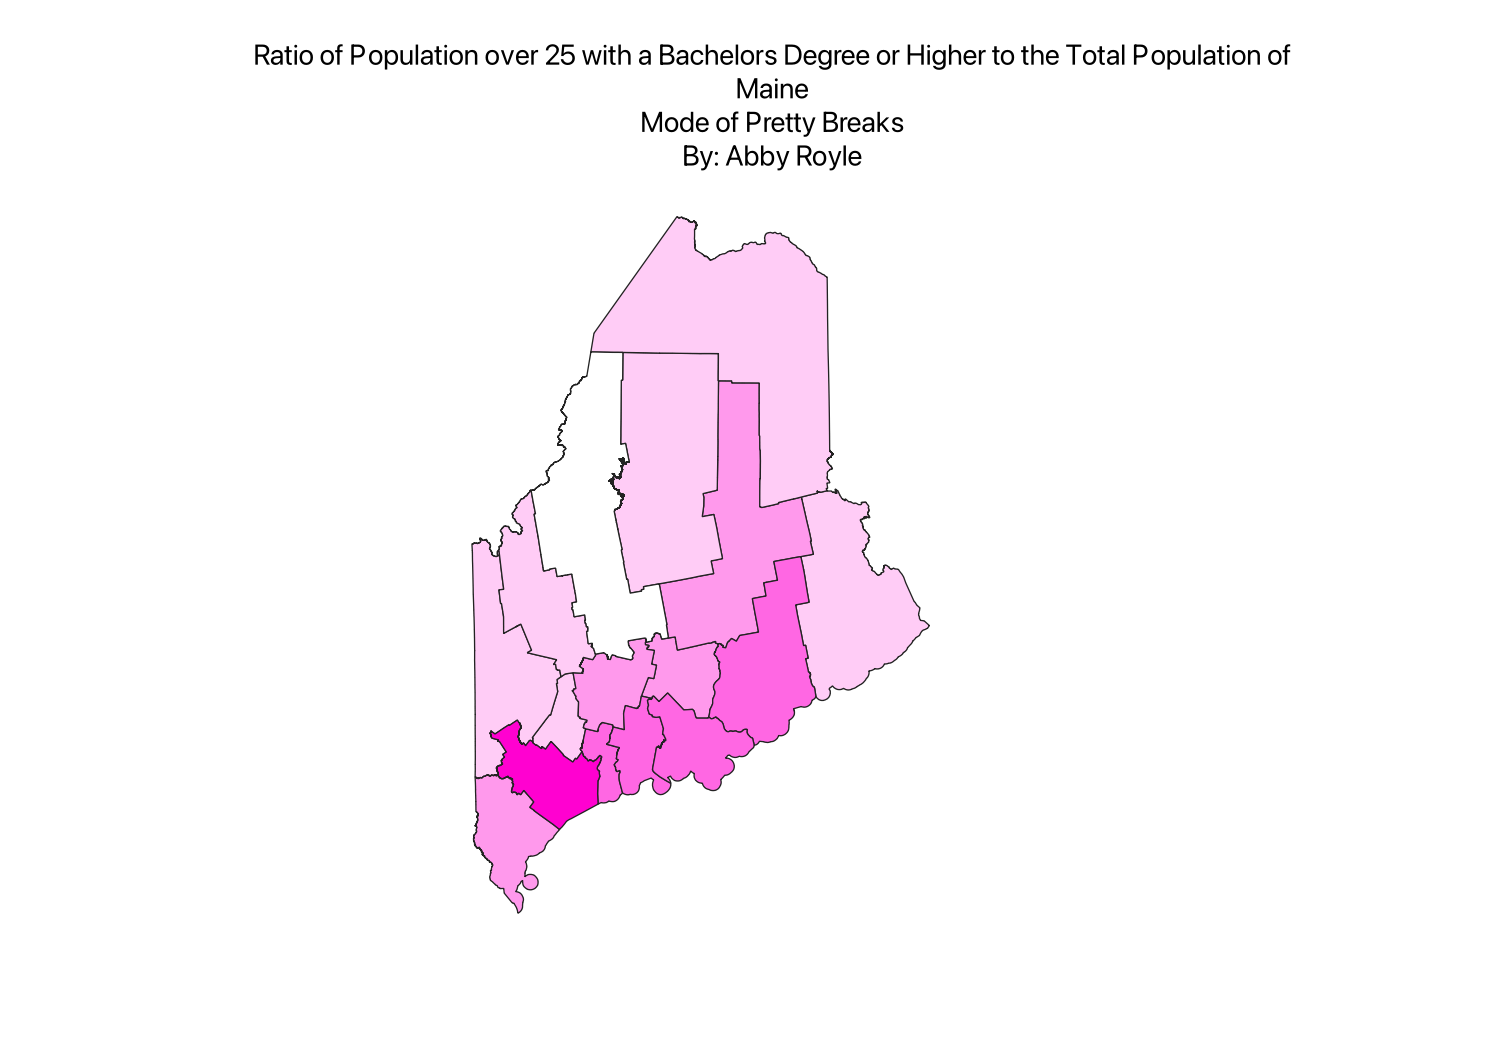 Ratio of Population over 25 with a Bachelors Degree or Higher to the Total Population of
Maine
Mode of Pretty Breaks
By: Abby Royle